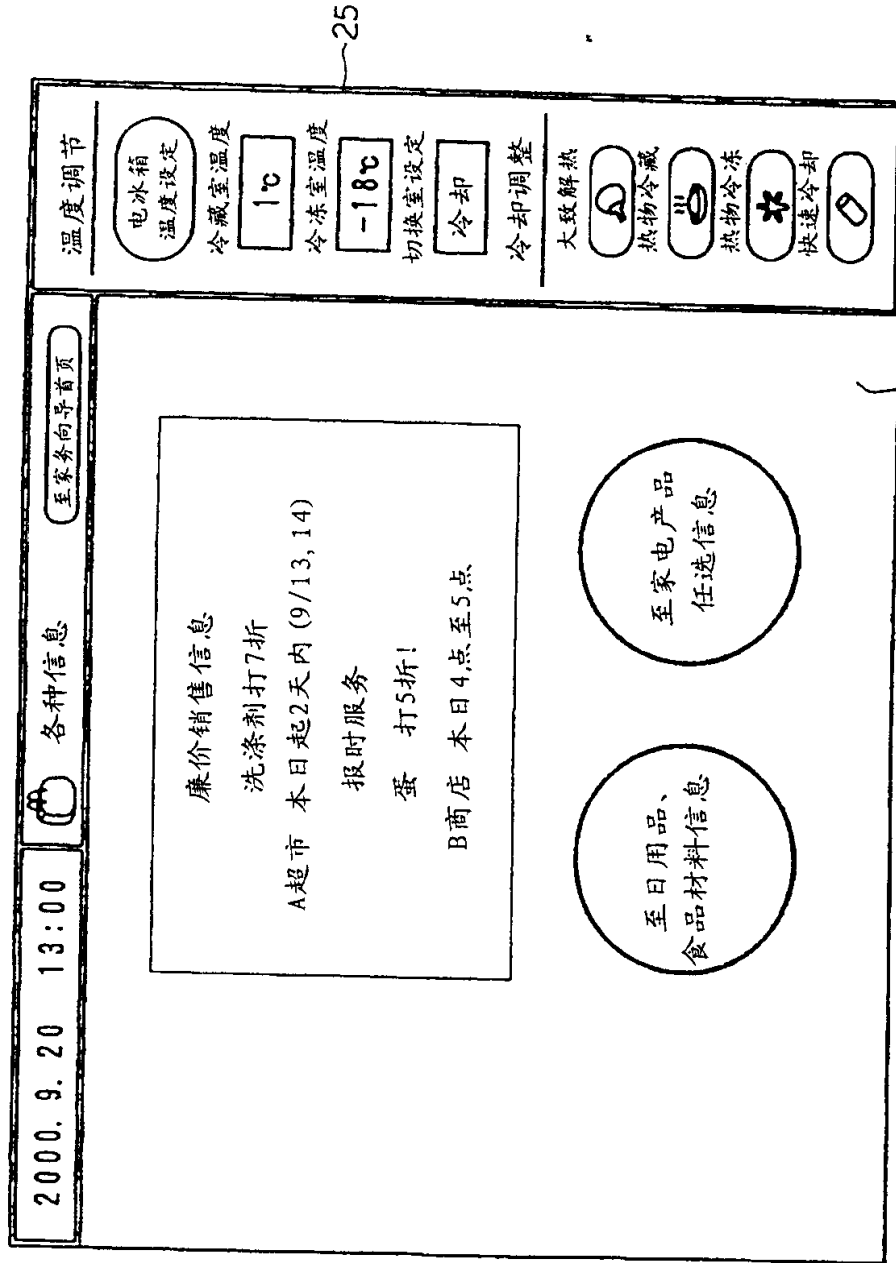 2000. 9. 20 13:00
各种信息
至家务向导首页
廉价销售信息
洗涤剂打7折
A超市 本日起2天内(9/13, 14)
报时服务
蛋 打5折!
B商店 本日4点至5点
至日用品、
食品材料信息
至家电产品
任选信息
温度调节
电冰箱
温度设定
冷藏室温度
1℃
冷冻室温度
-18℃
切换室设定
冷却
冷却调整
大致解热
热物冷藏
热物冷冻
快速冷却
25